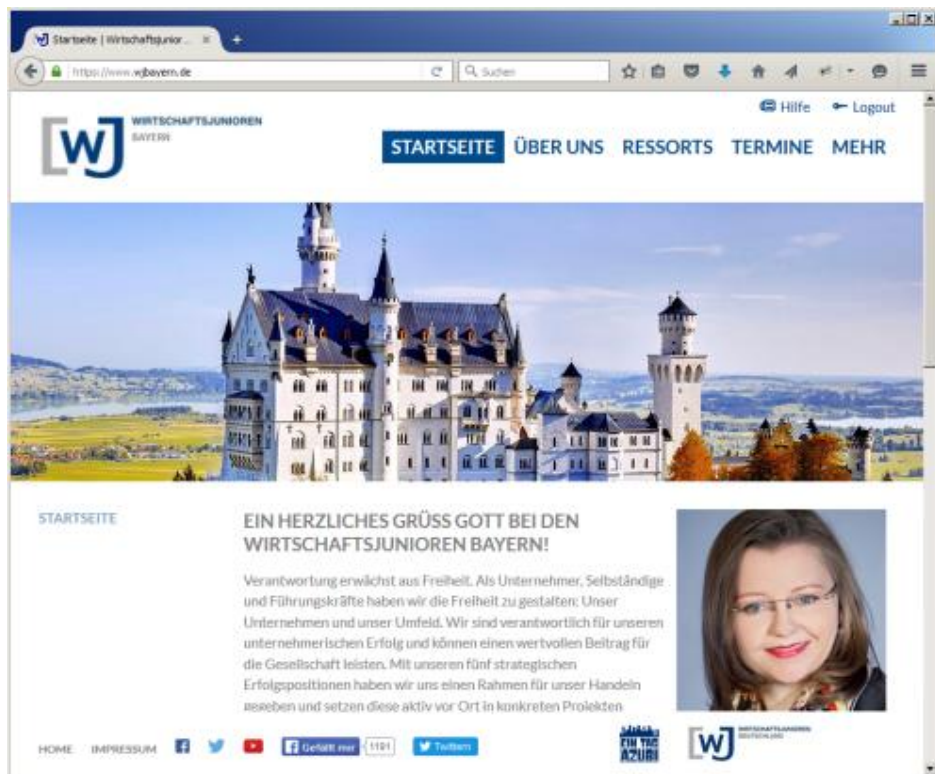 Startseite | Wirtschaftsjunior...
https://www.wjbayern.de
Suchen
Hilfe Logout
WJ WIRTSCHAFTSJUNIOREN
BAYERN
STARTSEITE ÜBER UNS RESSORTS TERMINE MEHR
STARTSEITE
EIN HERZLICHES GRÜSS GOTT BEI DEN
WIRTSCHAFTSJUNIOREN BAYERN!
Verantwortung erwächst aus Freiheit. Als Unternehmer, Selbständige
und Führungskräfte haben wir die Freiheit zu gestalten: Unser
Unternehmen und unser Umfeld. Wir sind verantwortlich für unseren
unternehmerischen Erfolg und können einen wertvollen Beitrag für
die Gesellschaft leisten. Mit unseren fünf strategischen
Erfolgspositionen haben wir uns einen Rahmen für unser Handeln
gegeben und setzen diese aktiv vor Ort in konkreten Projekten
HOME IMPRESSUM Gefällt mir 1191 Twittern
EIN TAG
AZUBI
WJ WIRTSCHAFTSJUNIOREN
DEUTSCHLAND